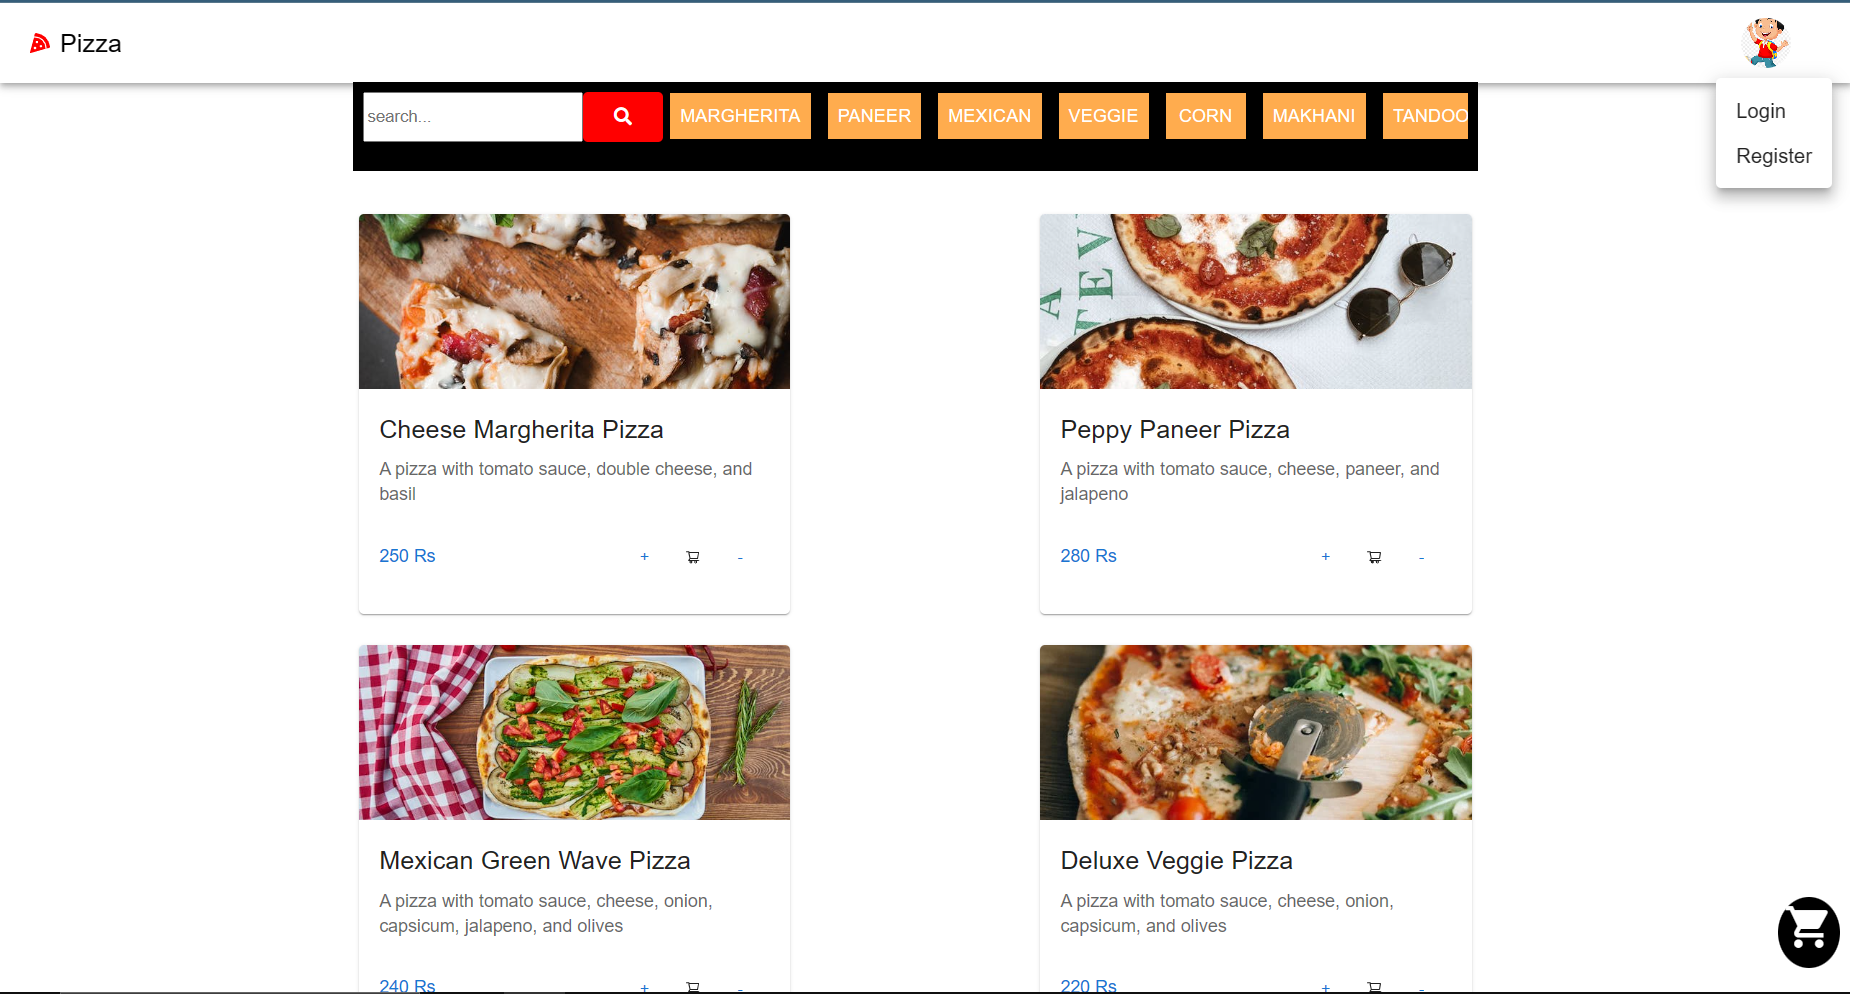 Pizza
Login
Register
search...
MARGHERITA
PANEER
MEXICAN
VEGGIE
CORN
MAKHANI
TANDOO
A
TEV
Cheese Margherita Pizza
A pizza with tomato sauce, double cheese, and
basil
250 Rs
+
-
Peppy Paneer Pizza
A pizza with tomato sauce, cheese, paneer, and
jalapeno
280 Rs
+
-
Mexican Green Wave Pizza
A pizza with tomato sauce, cheese, onion,
capsicum, jalapeno, and olives
240 Rs
+
-
Deluxe Veggie Pizza
A pizza with tomato sauce, cheese, onion,
capsicum, and olives
220 Rs
+
-